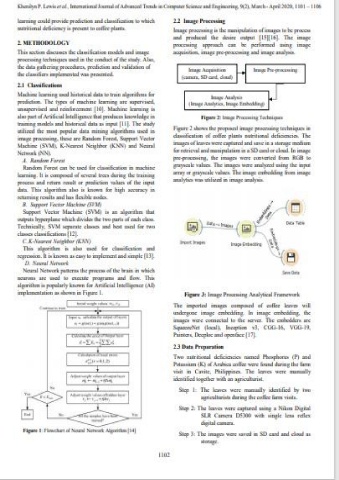 Khavelyn P. Lewis et al., International Journal of Advanced Trends in Computer Science and Engineering, 9(2), March - April 2020, 1101 – 1106
learning could provide production and classification to which
nutritional deficiency is present to coffee plants.
2. METHODOLOGY
This section discusses the classification models and image
processing techniques used in the conduct of the study. Also,
the data gathering procedures, prediction and validation of
the classifiers implemented was presented.
2.1 Classifications
Machine learning used historical data to train algorithms for
prediction. The types of machine learning are supervised,
unsupervised and reinforcement [10]. Machine learning is
also part of Artificial Intelligence that produces knowledge in
training models and historical data as input [11]. The study
utilized the most popular data mining algorithms used in
image processing, these are Random Forest, Support Vector
Machine (SVM), K-Nearest Neighbor (KNN) and Neural
Network (NN).
A. Random Forest
Random Forest can be used for classification in machine
learning. It is composed of several trees during the training
process and return result or prediction values of the input
data. This algorithm also is known for high accuracy in
returning results and has flexible nodes.
B. Support Vector Machine (SVM)
Support Vector Machine (SVM) is an algorithm that
outputs hyperplane which divides the two parts of each class.
Technically, SVM separate classes and best used for two
classes classifications [12].
C. K-Nearest Neighbor (KNN)
This algorithm is also used for classification and
regression. It is known as easy to implement and simple [13].
D. Neural Network
Neural Network patterns the process of the brain in which
neurons are used to execute programs and flow. This
algorithm is popularly known for Artificial Intelligence (AI)
implementation as shown in Figure 1.
No
Yes
End
No
Yes
Figure 1: Flowchart of Neural Network Algorithm [14]
2.2 Image Processing
Image processing is the manipulation of images to be process
and produced the desire output [15][16]. The image
processing approach can be performed using image
acquisition, image pre-processing and image analysis
Image Acquisition
(camera, SD card, cloud)
Image Pre-processing
Image Analysis
(Image Analytics, Image Embedding)
Figure 2: Image Processing Techniques
Figure 2 shows the proposed image processing techniques in
classification of coffee plants nutritional deficiencies. The
images of leaves were captured and save in a storage medium
for retrieval and manipulation in a SD card or cloud. In image
pre-processing, the images were converted from RGB to
grayscale values. The images were analyzed using the input
array or grayscale values. The image embedding from image
analytics was utilized in image analysis.
Import Images
Image Embedding
Data Table
Save Data
Figure 3: Image Processing Analytical Framework
The imported images composed of coffee leaves will
undergone image embedding. In image embedding, the
images were connected to the server. The embedders are
SqueezeNet (local), Inception v3, CGG-16, VGG-19,
Painters, Deeploc and openface [17].
2.3 Data Preparation
Two nutritional deficiencies named Phosphorus (P) and
Potassium (K) of Arabica coffee were found during the farm
visit in Cavite, Philippines. The leaves were manually
identified together with an agriculturist.
Step 1: The leaves were manually identified by two
agriculturists during the coffee farm visits.
Step 2: The leaves were captured using a Nikon Digital
SLR Camera D5300 with single lens reflex
digital camera.
Step 3: The images were saved in SD card and cloud as
storage.
1102